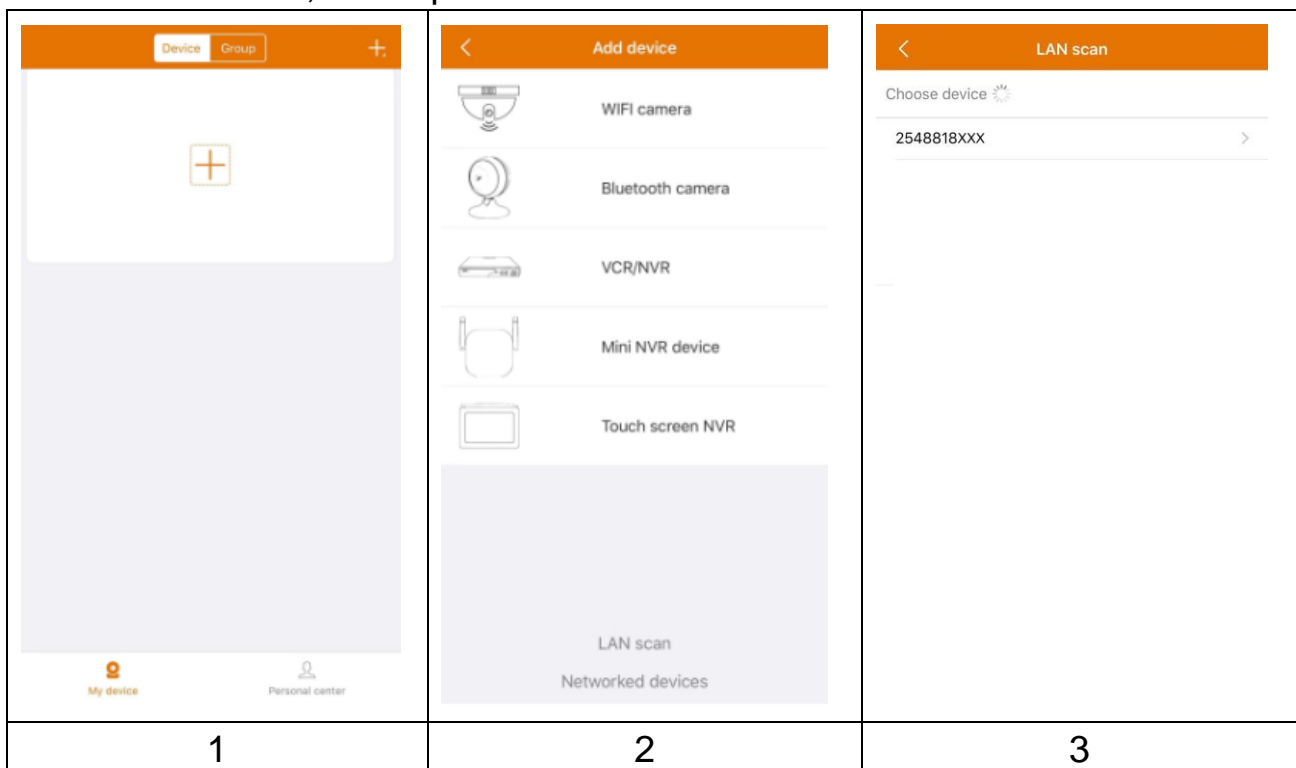 Device Group
My device
Personal center
1
Add device
WIFI camera
Bluetooth camera
VCR/NVR
Mini NVR device
Touch screen NVR
LAN scan
Networked devices
2
LAN scan
Choose device
2548818XXX
3